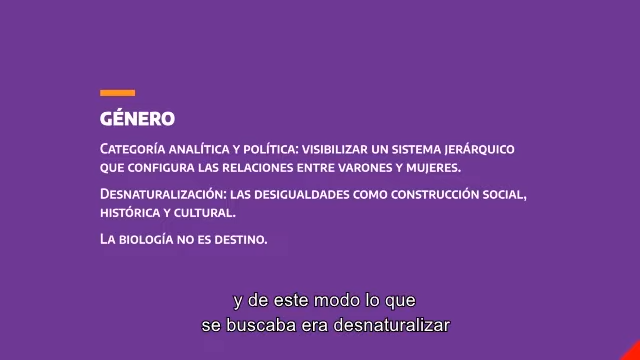 GÉNERO
Categoría analítica y política: visibilizar un sistema jerárquico
que configura las relaciones entre varones y mujeres.
Desnaturalización: las desigualdades como construcción social,
histórica y cultural.
La biología no es destino.
y de este modo lo que
se buscaba era desnaturalizar